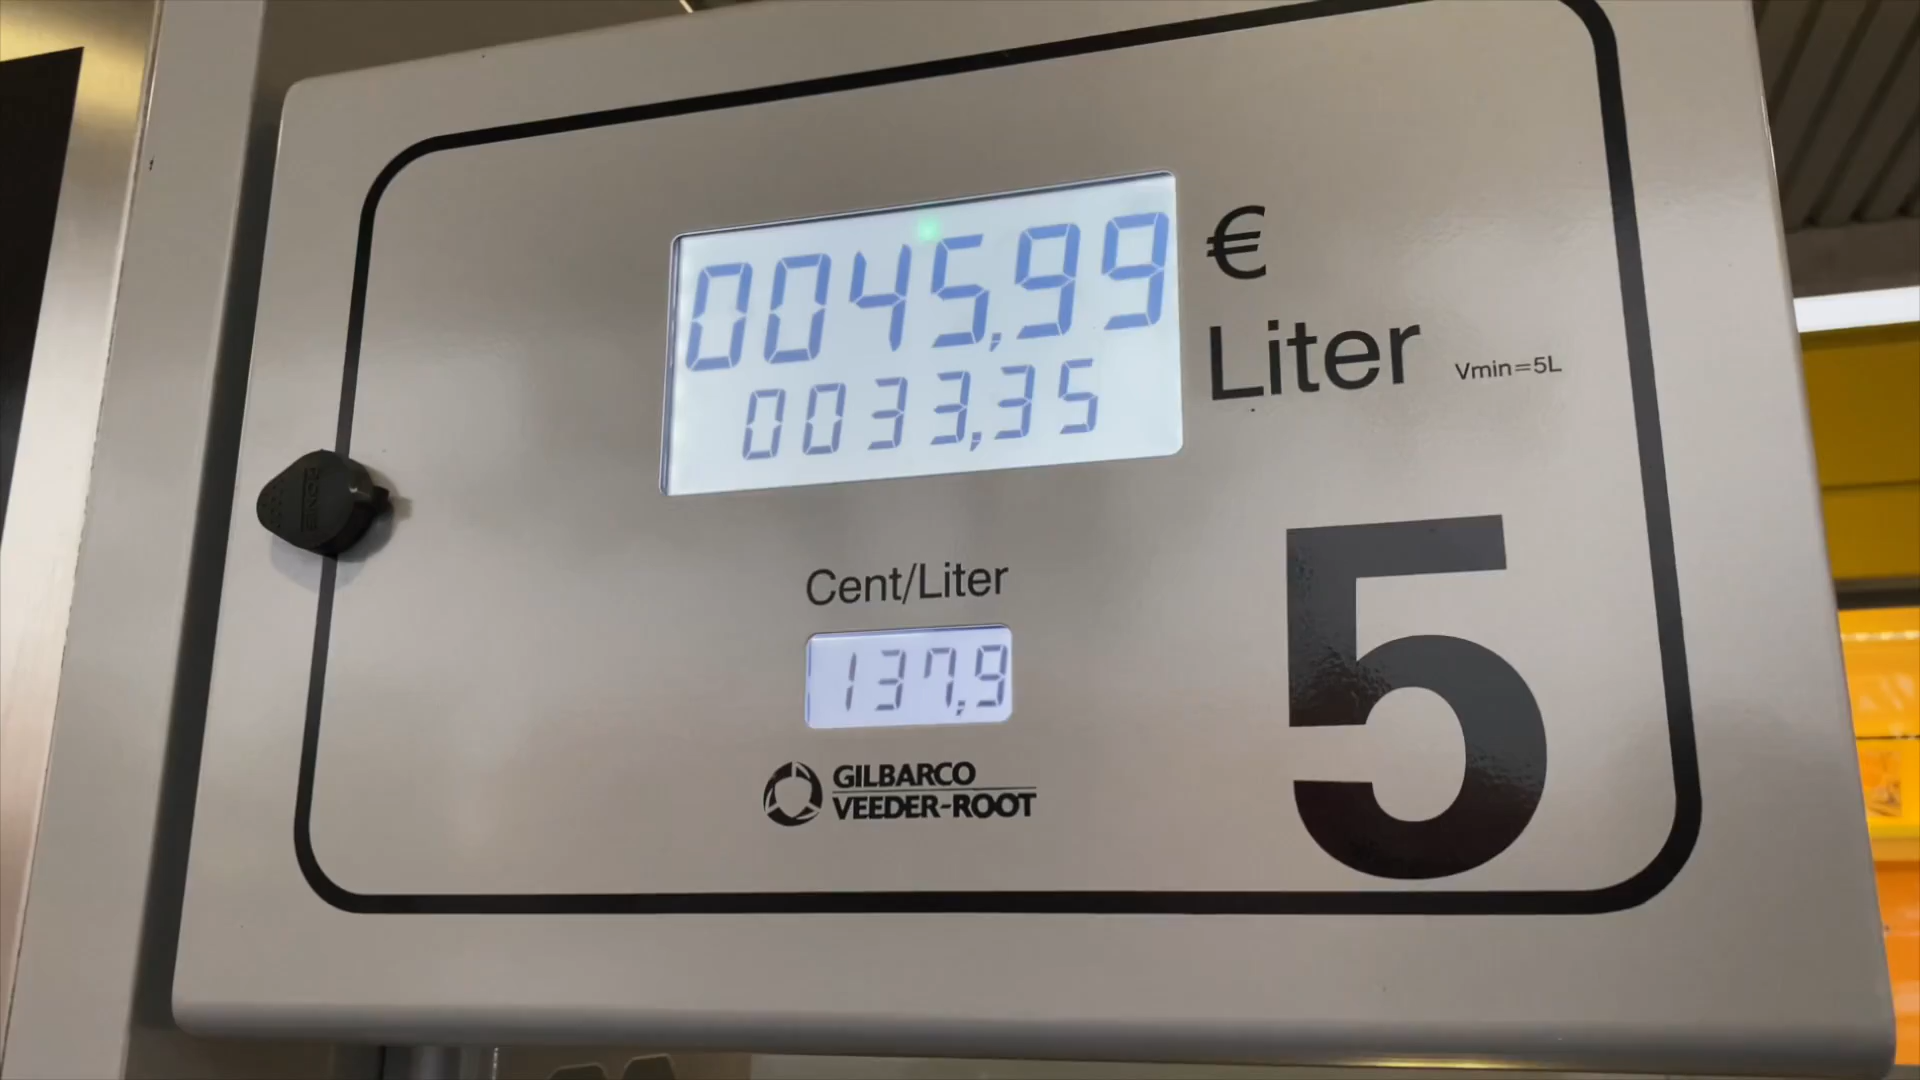 0045,99 €
0033,35 Liter Vmin=5L
Cent/Liter
137,9
5
GILBARCO
VEEDER-ROOT